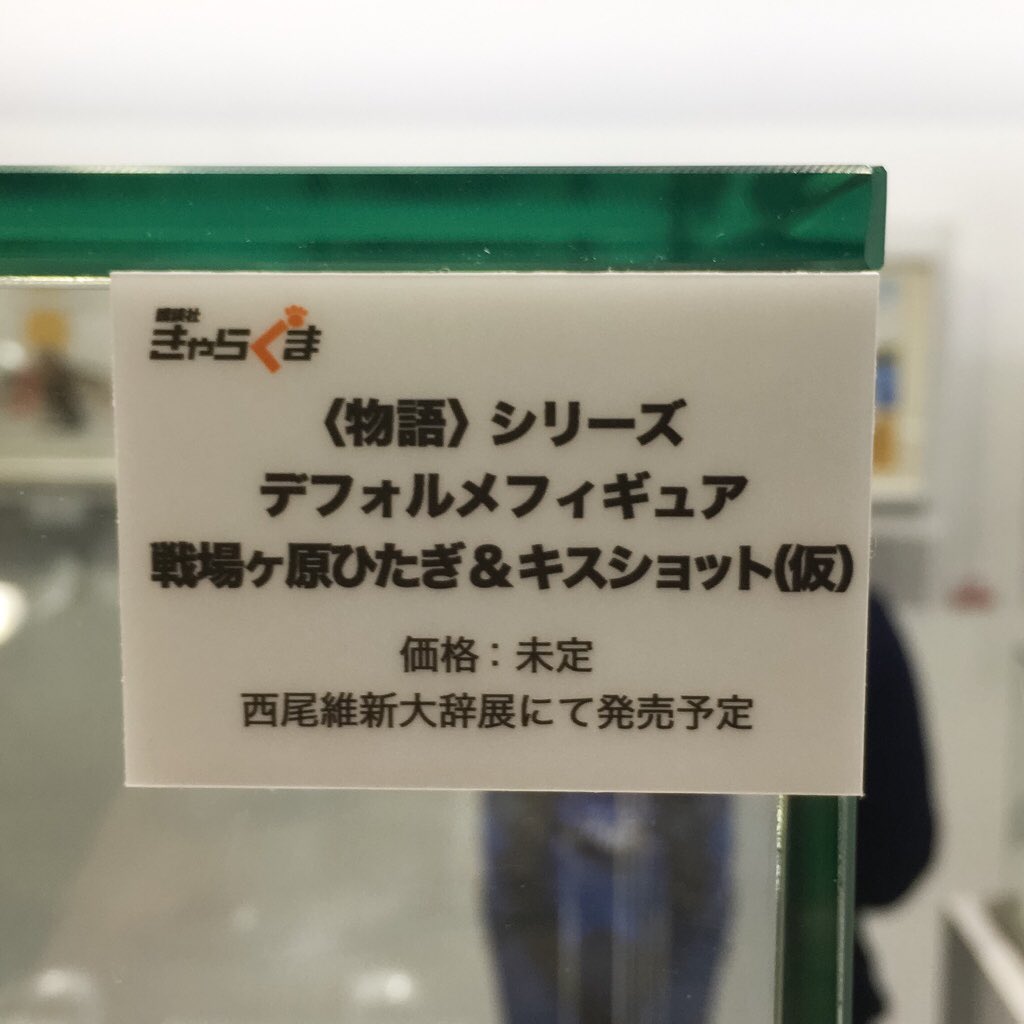 講談社
きゃらぐま
〈物語〉シリーズ
デフォルメフィギュア
戦場ヶ原ひたぎ＆キスショット(仮)
価格：未定
西尾維新大辞展にて発売予定